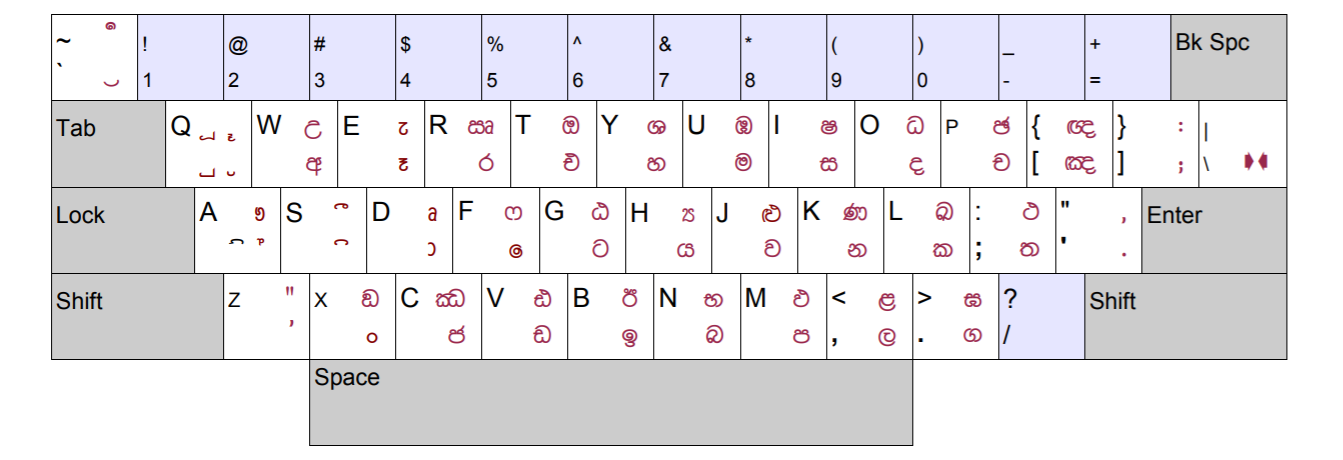 ~ ! @ # $ % ^ & * ( ) _ + Bk Spc
` 1 2 3 4 5 6 7 8 9 0 - =
Tab Q ූ W උ E ෑ R ඍ T ඔ Y ශ U ඹ I ෂ O ධ P ඡ { ඥ } : |
ු අ ැ ර එ හ ම ස ද ච [ ඤ ] ; \
Lock A ෟ S ී D ෘ F ෆ G ඨ H ්‍ය J ළු K ණ L ඛ : ථ " , Enter
් ි ා ෙ ට ය ව න ක ; ත ' .
Shift Z " X ඞ C ඣ V ඪ B ඊ N භ M ඵ < ළ > ඝ ? Shift
' ං ජ ඩ ඉ බ ප , ල . ග /
Space